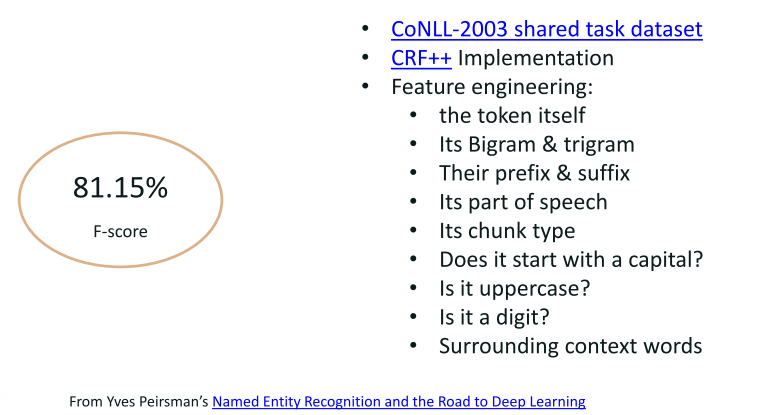 81.15%
F-score
• CoNLL-2003 shared task dataset
• CRF++ Implementation
• Feature engineering:
• the token itself
• Its Bigram & trigram
• Their prefix & suffix
• Its part of speech
• Its chunk type
• Does it start with a capital?
• Is it uppercase?
• Is it a digit?
• Surrounding context words
From Yves Peirsman's Named Entity Recognition and the Road to Deep Learning